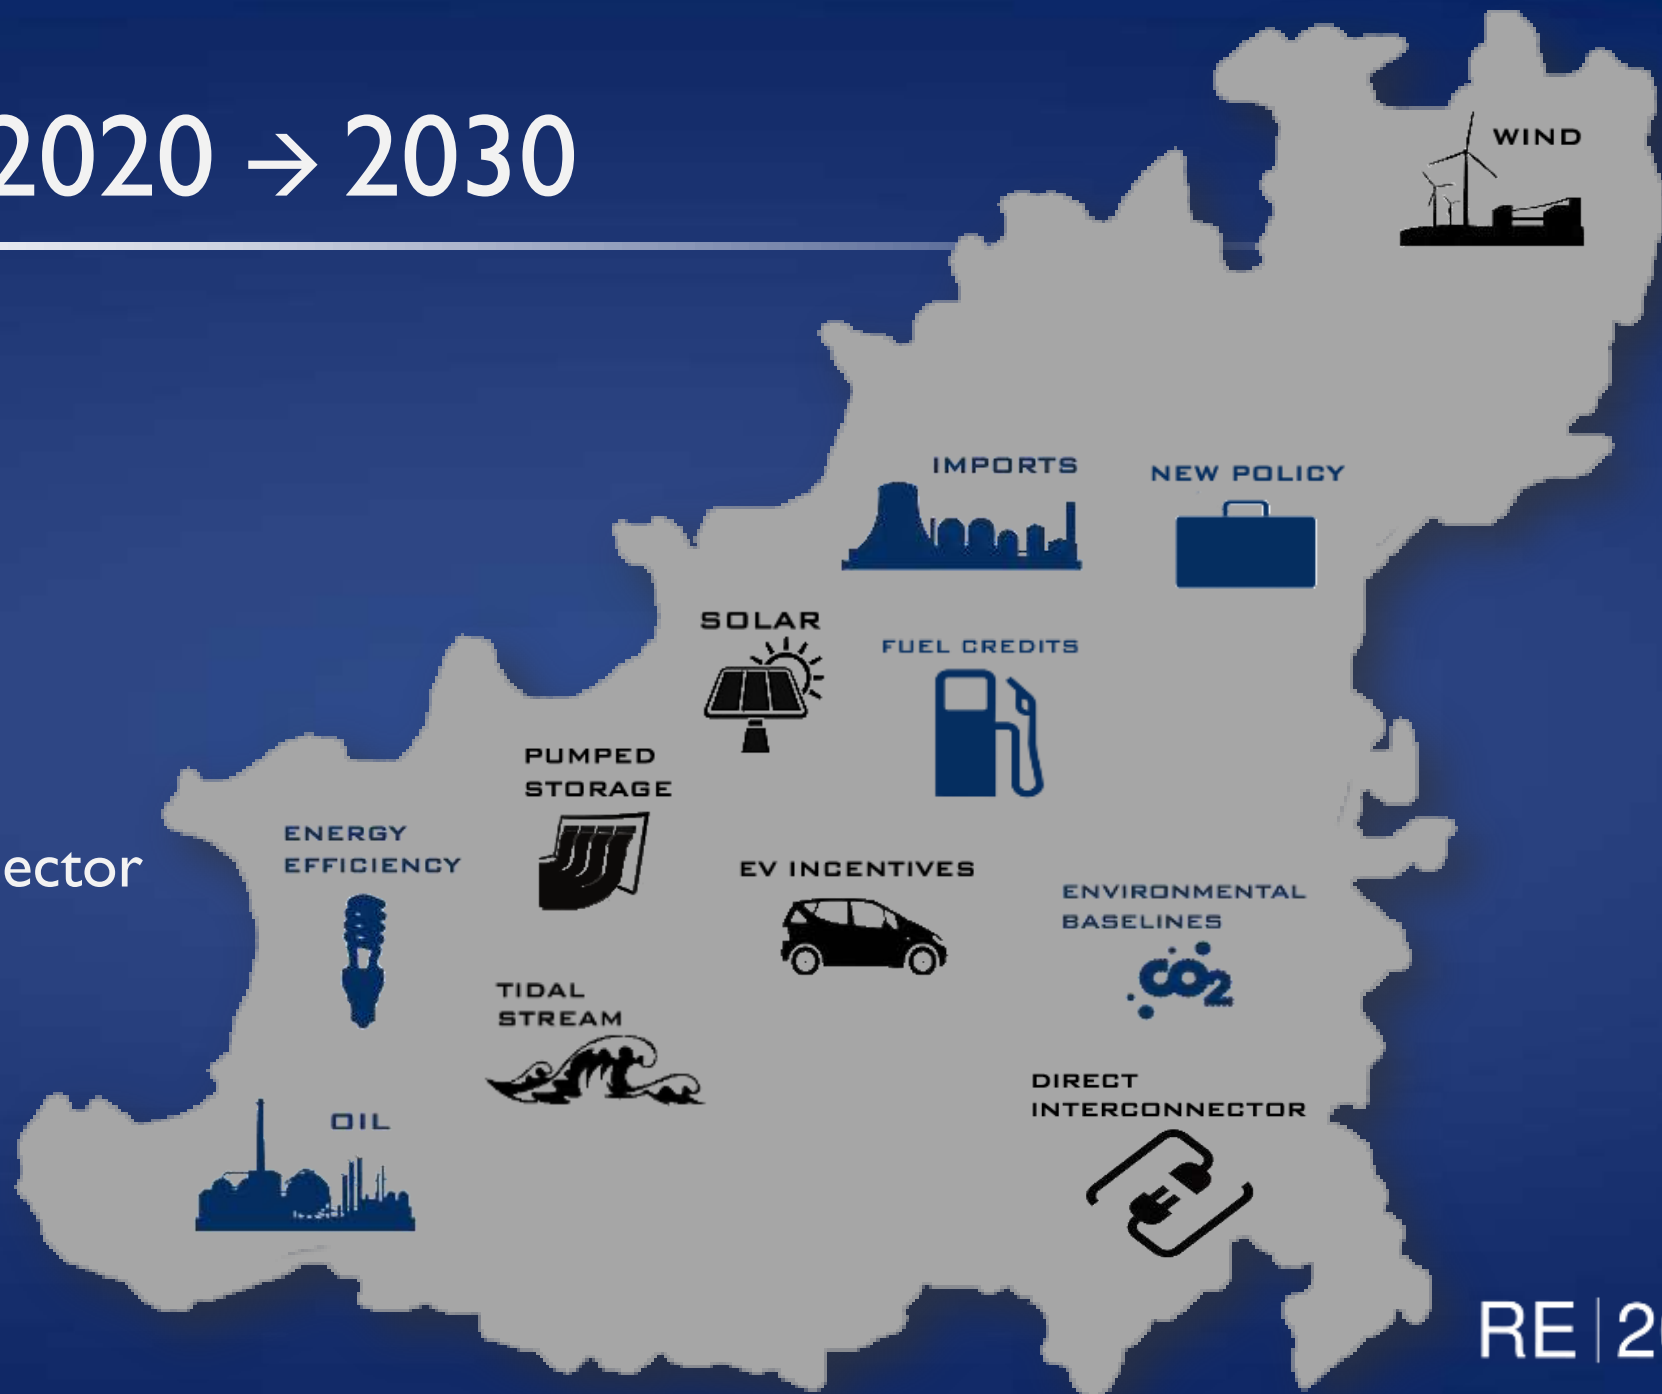 2020 → 2030
WIND
IMPORTS
NEW POLICY
SOLAR
FUEL CREDITS
PUMPED
STORAGE
ENERGY
EFFICIENCY
ector
EV INCENTIVES
ENVIRONMENTAL
BASELINES
CO2
TIDAL
STREAM
DIRECT
INTERCONNECTOR
OIL
RE | 2